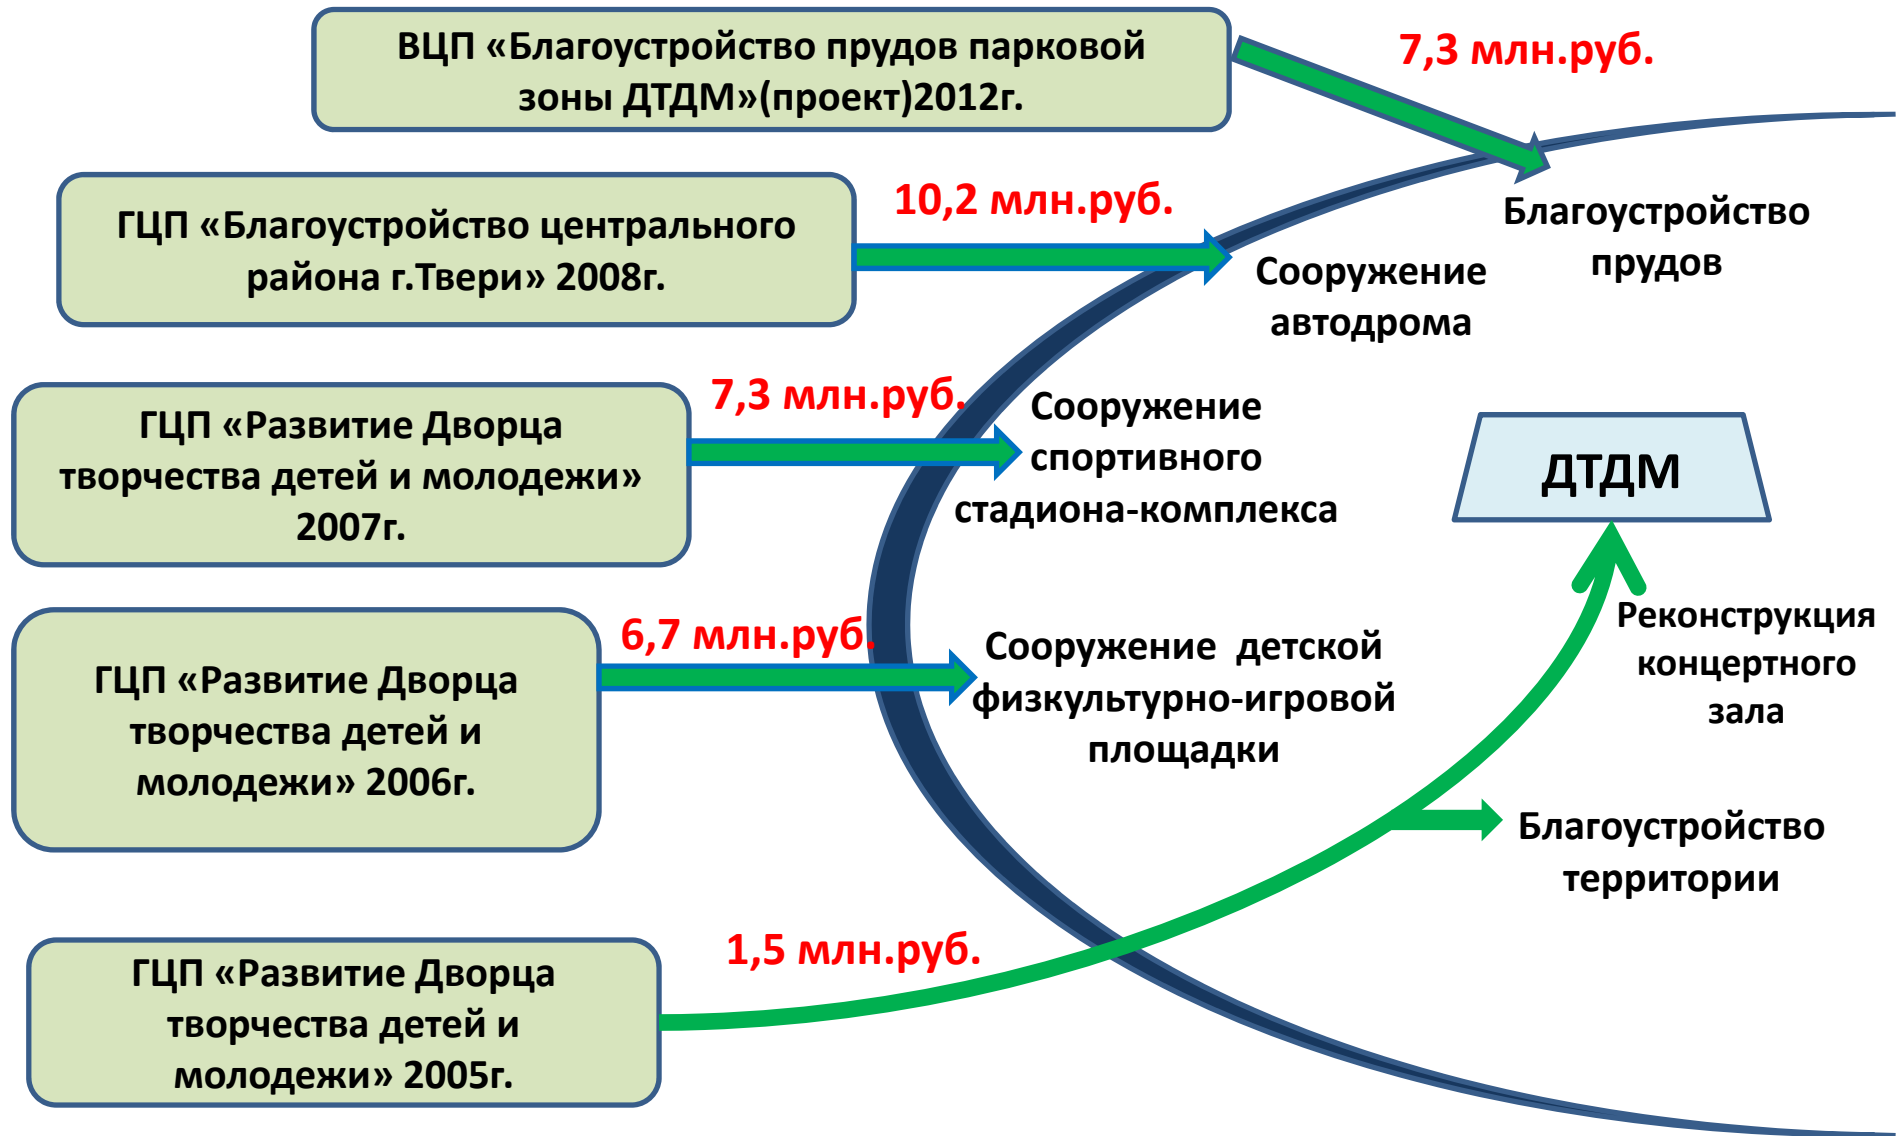 ВЦП «Благоустройство прудов парковой
зоны ДТДМ»(проект)2012г.
7,3 млн.руб.
Благоустройство
прудов
ГЦП «Благоустройство центрального
района г.Твери» 2008г.
10,2 млн.руб.
Сооружение
автодрома
ГЦП «Развитие Дворца
творчества детей и молодежи»
2007г.
7,3 млн.руб.
Сооружение
спортивного
стадиона-комплекса
ДТДМ
ГЦП «Развитие Дворца
творчества детей и
молодежи» 2006г.
6,7 млн.руб.
Сооружение  детской
физкультурно-игровой
площадки
Реконструкция
концертного
зала
Благоустройство
территории
ГЦП «Развитие Дворца
творчества детей и
молодежи» 2005г.
1,5 млн.руб.